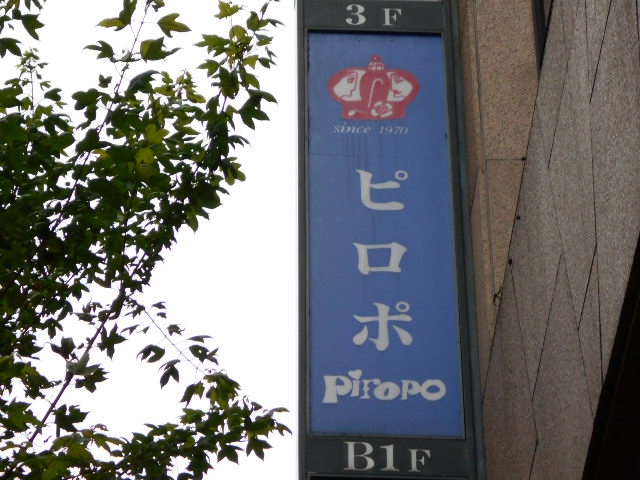 3F
since 1970
ピロポ
piropo
B1F